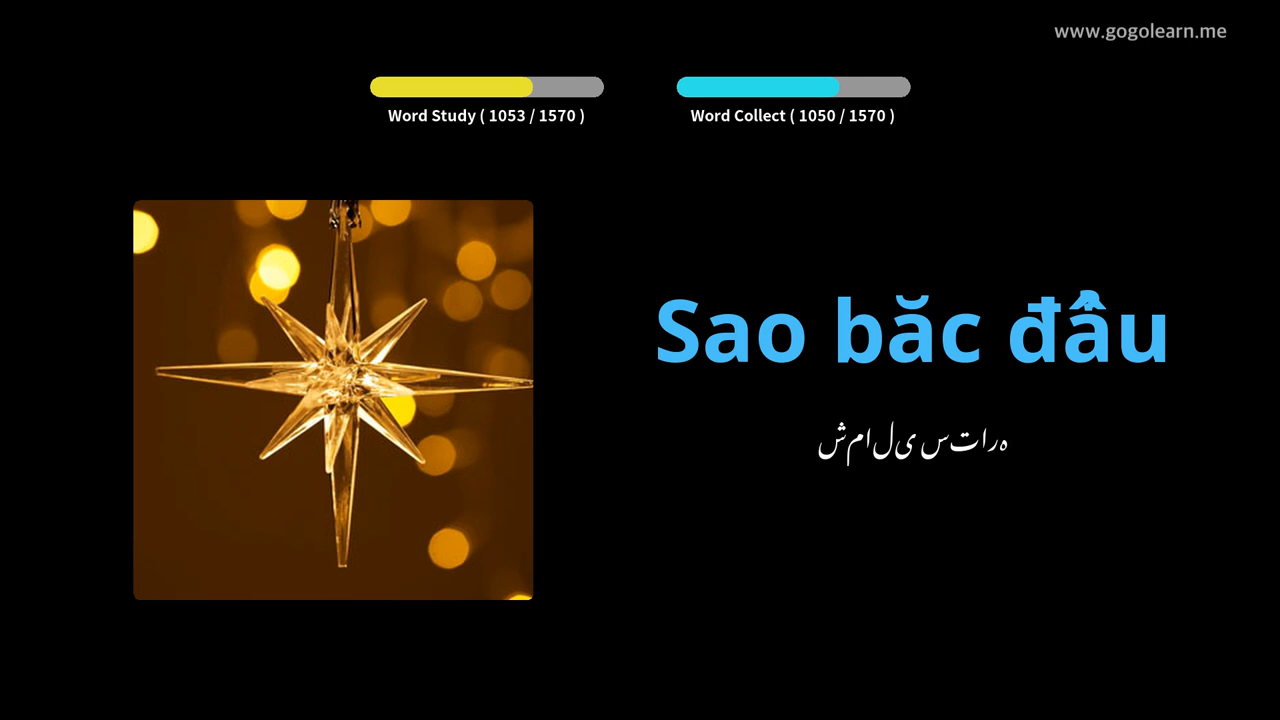 www.gogolearn.me
Word Study ( 1053 / 1570 )
Word Collect ( 1050 / 1570 )
Sao băc đẩu
شمالی ستارہ